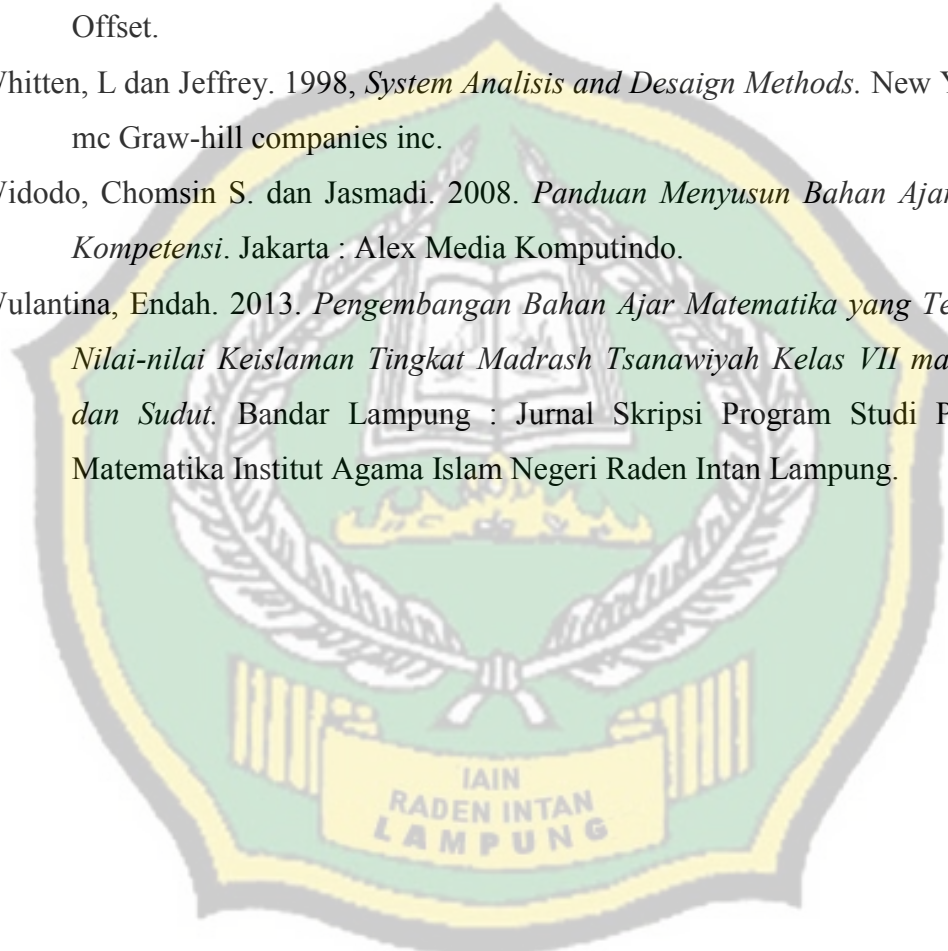 Offset.
hitten, L dan Jeffrey. 1998, System Analisis and Desaign Methods. New Y
mc Graw-hill companies inc.
idodo, Chomsin S. dan Jasmadi. 2008. Panduan Menyusun Bahan Ajar
Kompetensi. Jakarta : Alex Media Komputindo.
ulantina, Endah. 2013. Pengembangan Bahan Ajar Matematika yang Te
Nilai-nilai Keislaman Tingkat Madrash Tsanawiyah Kelas VII ma
dan Sudut. Bandar Lampung : Jurnal Skripsi Program Studi P
Matematika Institut Agama Islam Negeri Raden Intan Lampung.
IAIN
RADEN INTAN
LAMPUNG